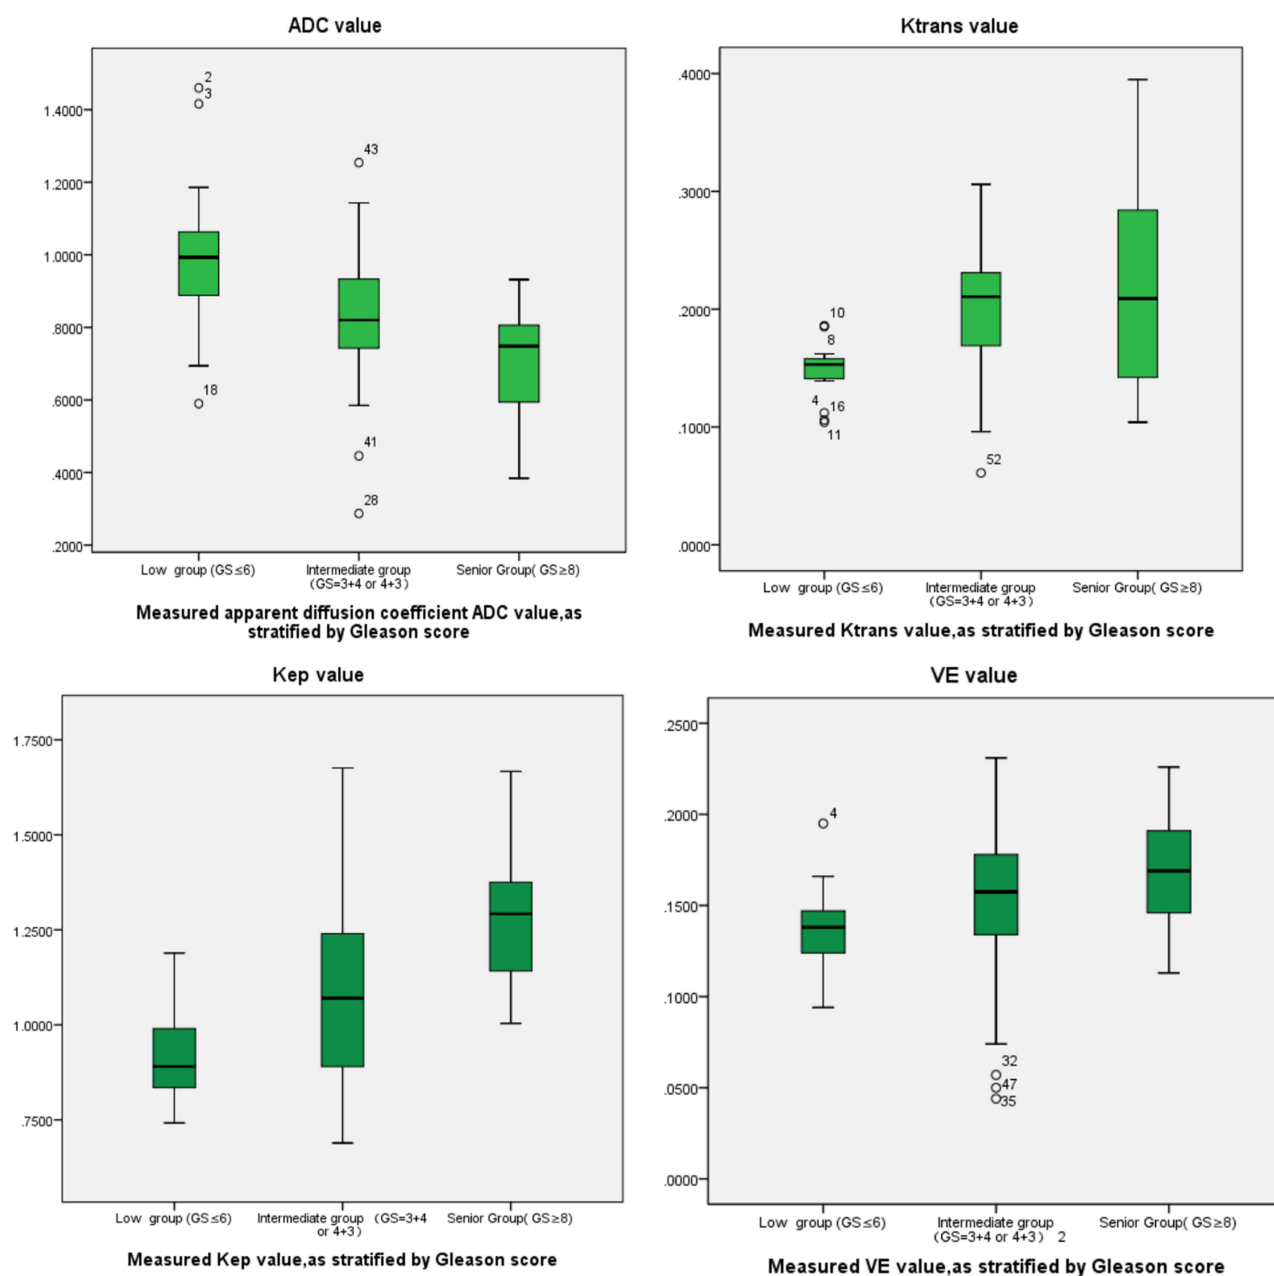 ADC value
1.4000
1.2000
1.0000
.8000
.6000
.4000
.2000
2
3
18
43
41
28
Low group (GS≤6)
Intermediate group
(GS=3+4 or 4+3)
Senior Group( GS≥8)
Measured apparent diffusion coefficient ADC value,as
stratified by Gleason score
Ktrans value
.4000
.3000
.2000
.1000
.0000
10
8
4
16
11
52
Low group (GS≤6)
Intermediate group
(GS=3+4 or 4+3)
Senior Group( GS≥8)
Measured Ktrans value,as stratified by Gleason score
Kep value
1.7500
1.5000
1.2500
1.0000
.7500
Low group (GS≤6)
Intermediate group (GS=3+4
or 4+3)
Senior Group( GS≥8)
Measured Kep value,as stratified by Gleason score
VE value
.2500
.2000
.1500
.1000
.0500
.0000
4
32
47
35
Low group (GS≤6)
Intermediate group
(GS=3+4 or 4+3) 2
Senior Group( GS≥8)
Measured VE value,as stratified by Gleason score